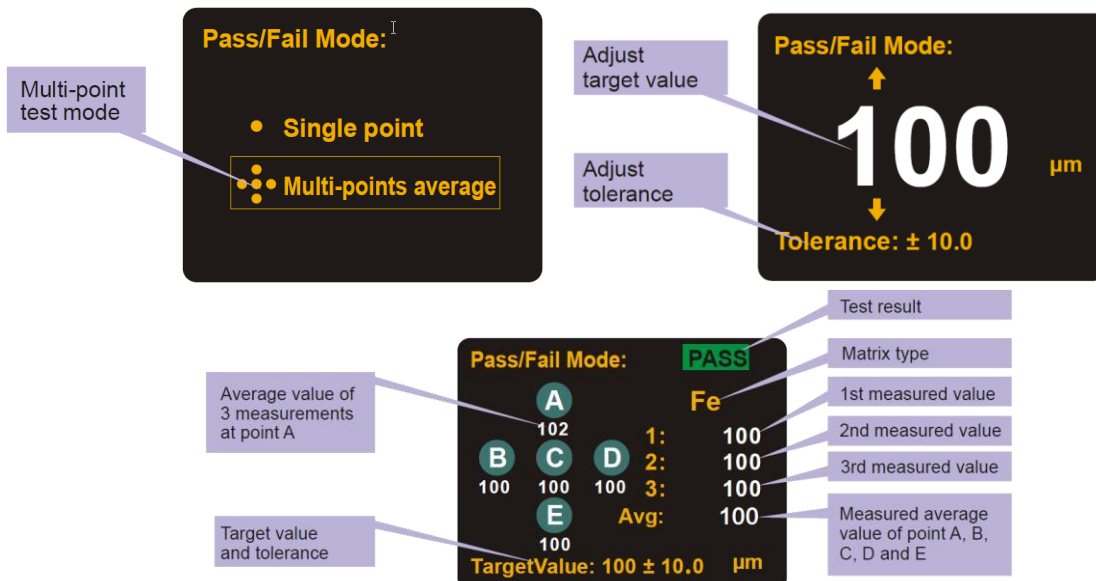 Pass/Fail Mode:
Multi-point
test mode
Single point
Multi-points average
Pass/Fail Mode:
Adjust
target value
100
μm
Adjust
tolerance
Tolerance: ± 10.0
Test result
Pass/Fail Mode:
PASS
Matrix type
Average value of
3 measurements
at point A
A
Fe
1st measured value
102
1:
100
2nd measured value
B
C
D
2:
100
100
100
100
3:
100
3rd measured value
E
Avg:
100
Measured average
value of point A, B,
C, D and E
100
Target value
and tolerance
TargetValue: 100 ± 10.0
μm